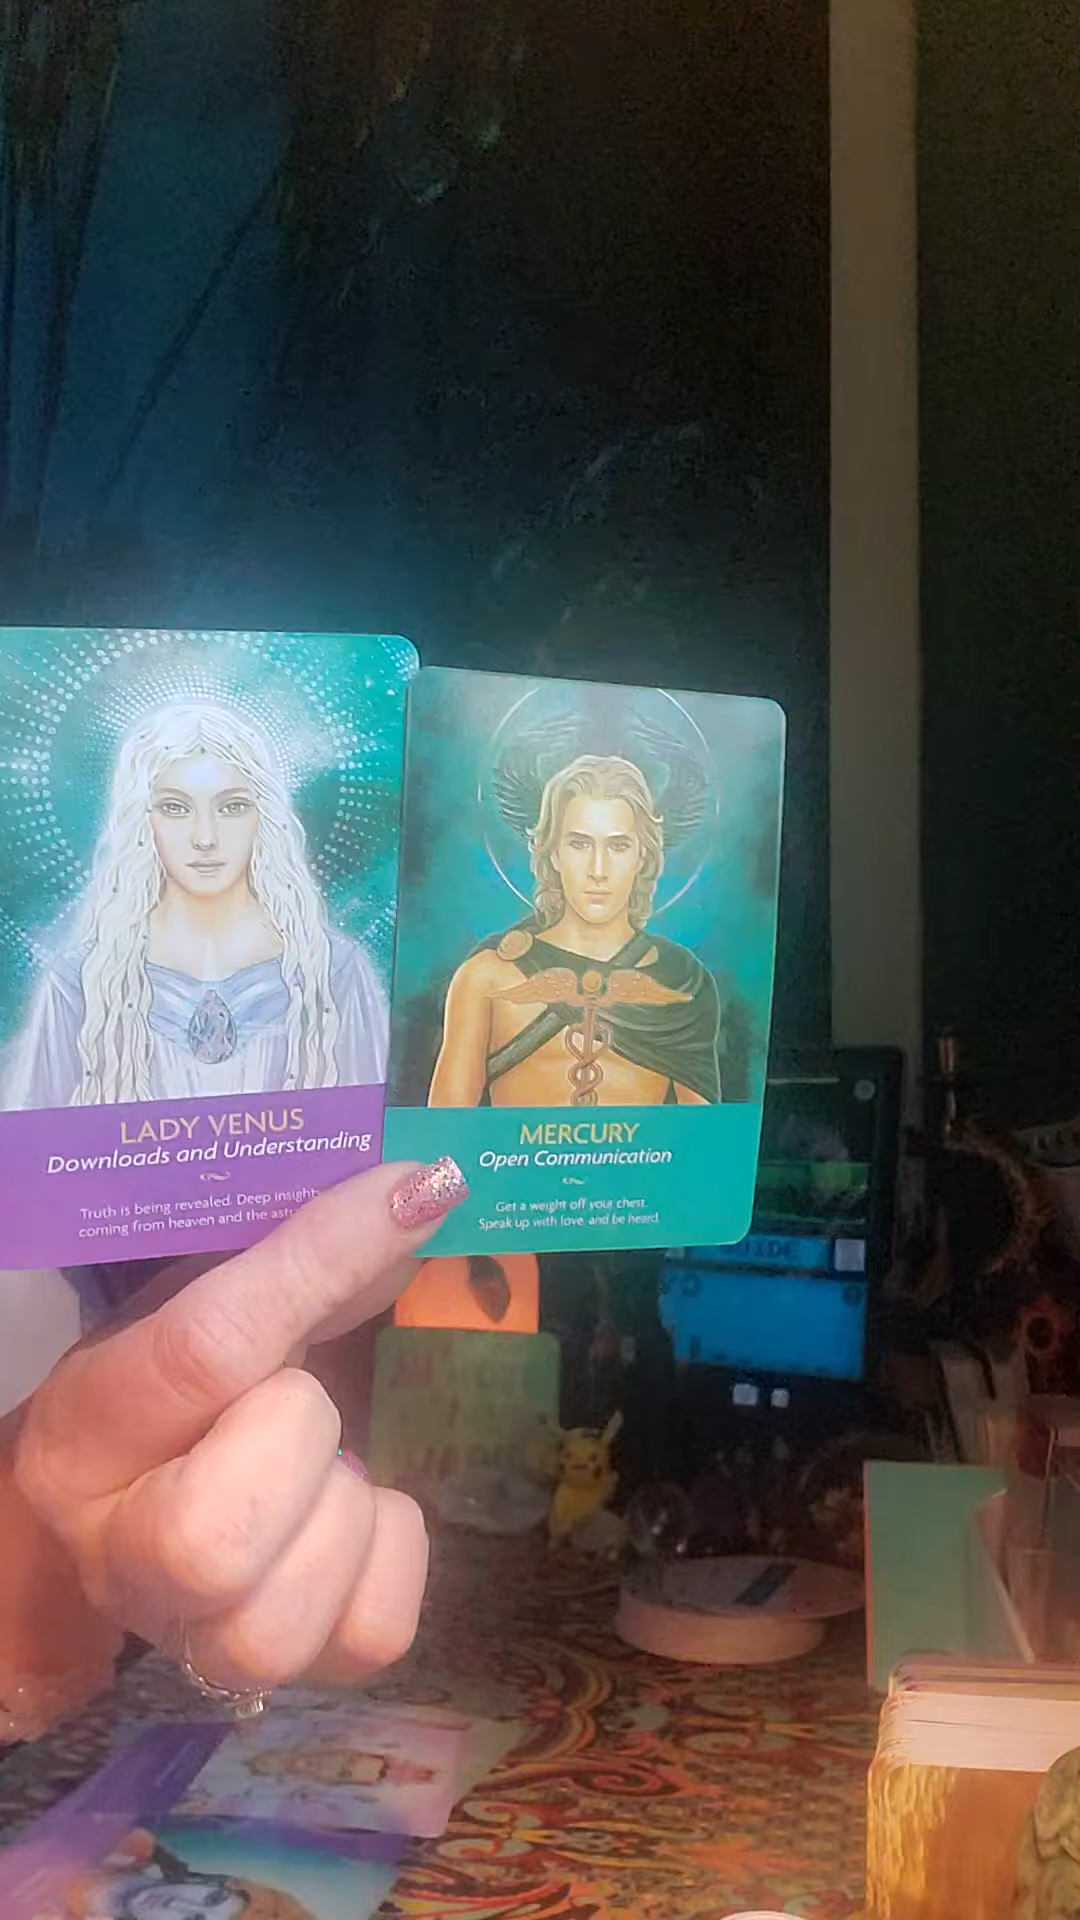 LADY VENUS
Downloads and Understanding
Truth is being revealed. Deep insights
coming from heaven and the
MERCURY
Open Communication
Get a weight off your chest.
Speak up with love and be heard.
GUIDE